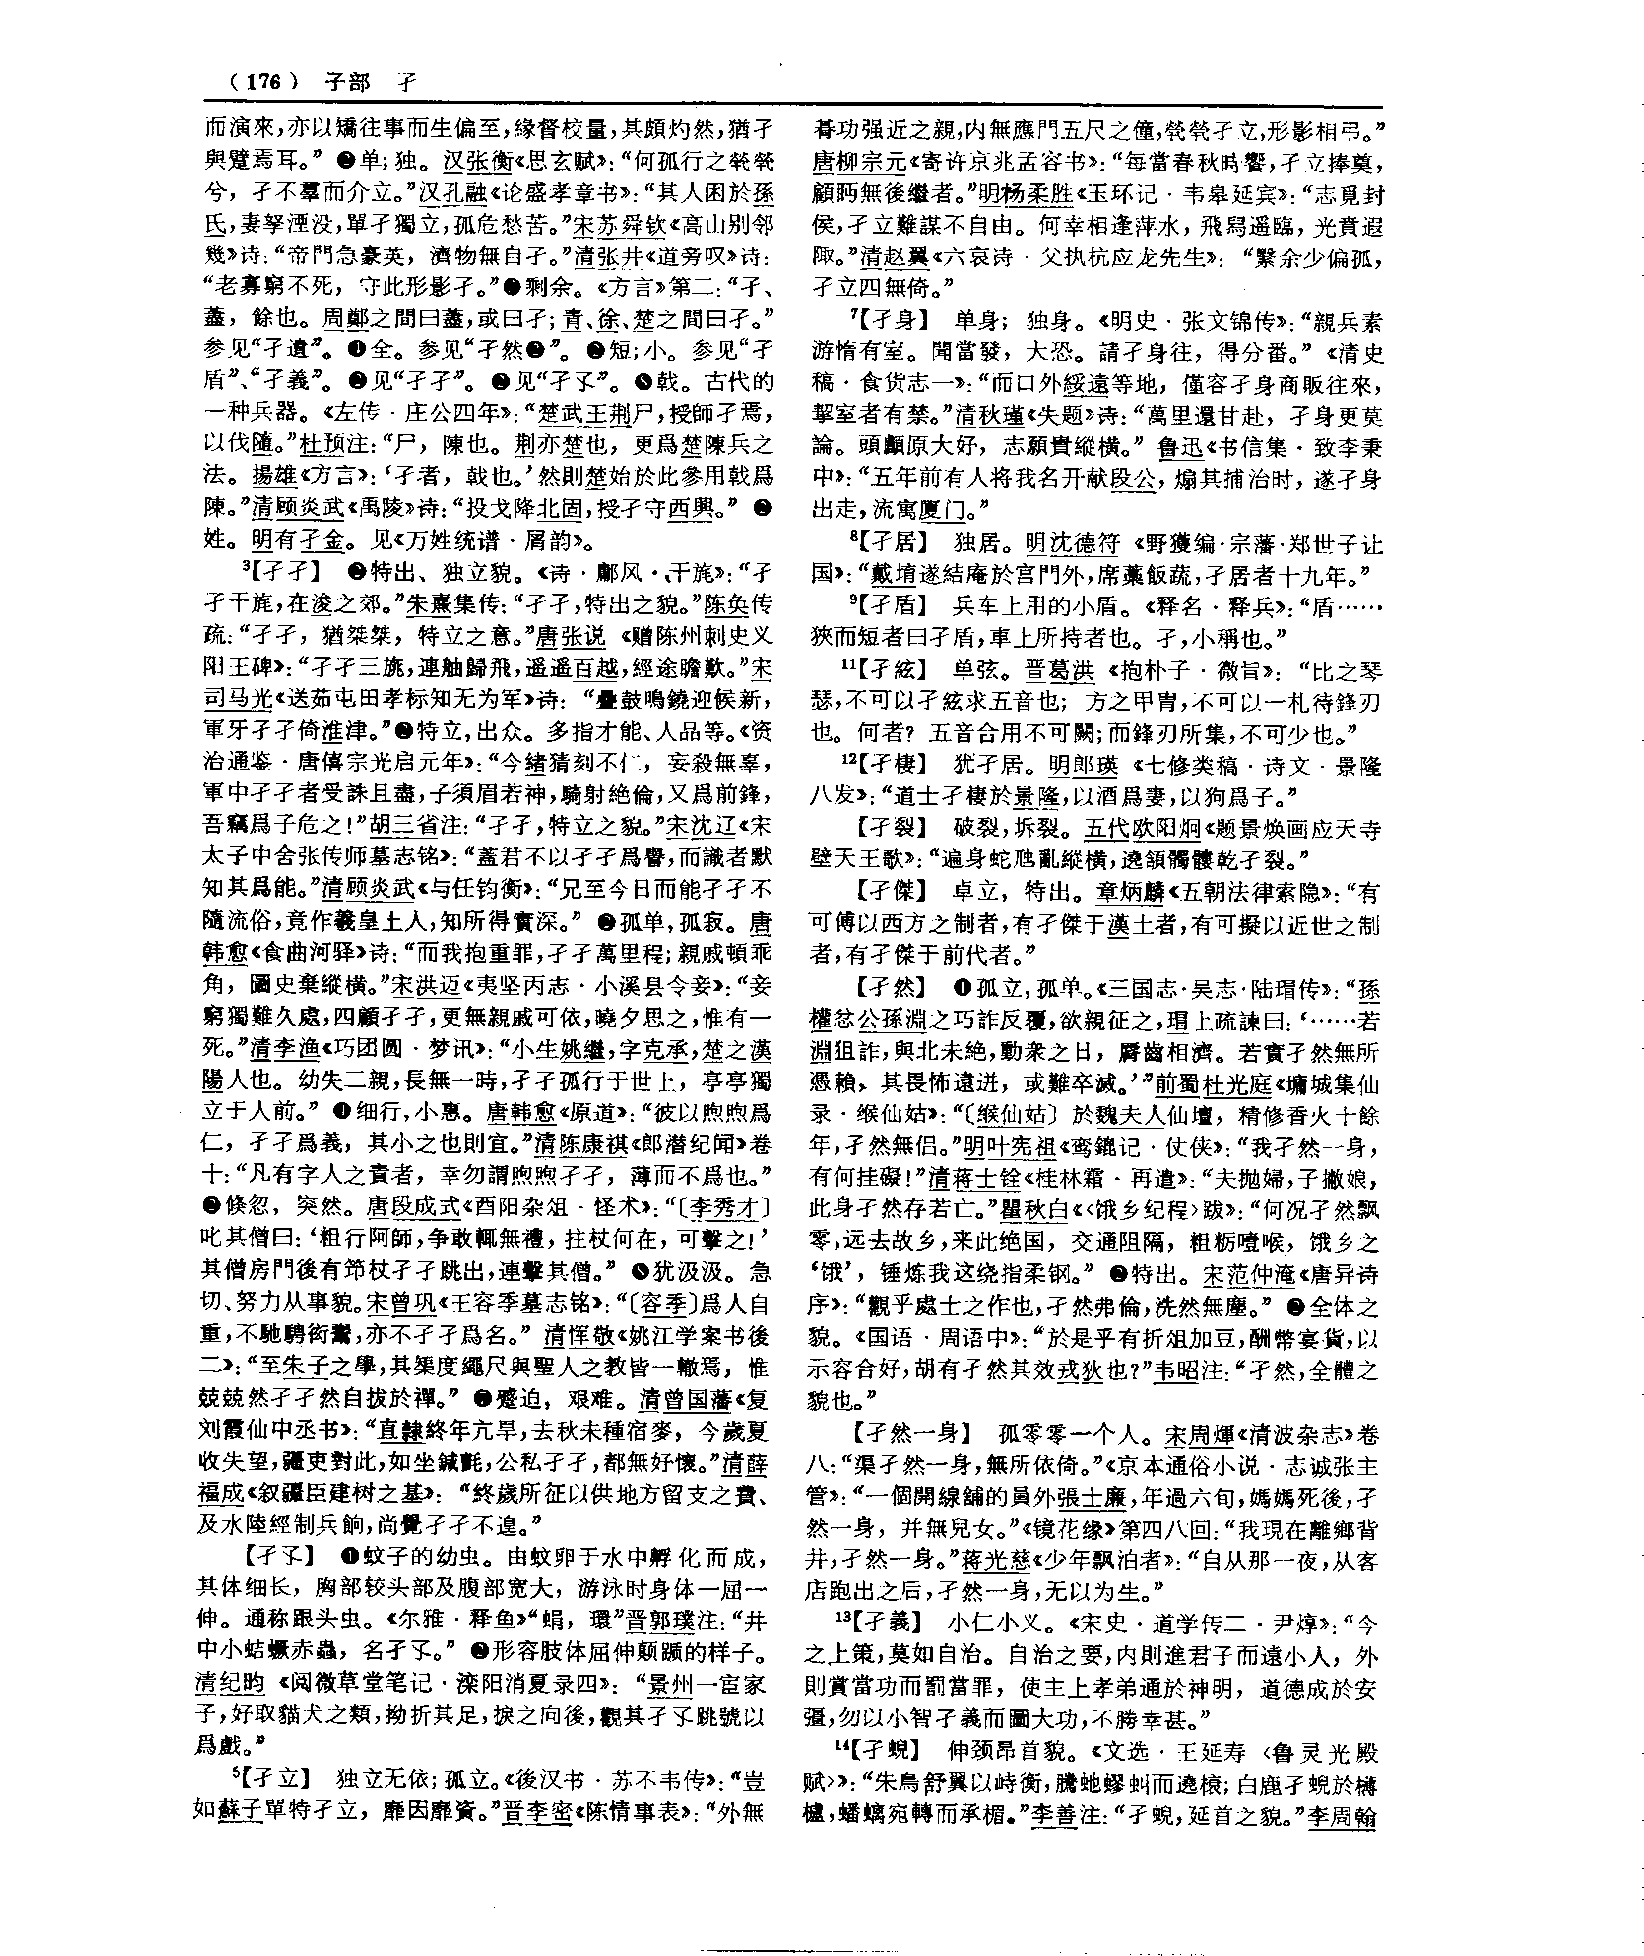 （176） 子部 孑
而演來，亦以矯往事而生偏至，緣督校量，其頗灼然，猶孑
與躄焉耳。” ❷单；独。汉张衡《思玄赋》：“何孤行之煢煢
兮，孑不羣而介立。”汉孔融《论盛孝章书》：“其人困於孫
氏，妻孥湮没，單孑獨立，孤危愁苦。”宋苏舜钦《高山别邻
幾》诗：“帝門急豪英，濟物無自孑。”清张井《道旁叹》诗：
“老寡窮不死，守此形影孑。”❸剩余。《方言》第二：“孑、
藎，餘也。周鄭之間曰藎，或曰孑；青、徐、楚之間曰孑。”
参见“孑遺”。❹全。参见“孑然❸”。❺短；小。参见“孑
盾”、“孑義”。❻见“孑孑”。❼见“孑孓”。❽戟。古代的
一种兵器。《左传·庄公四年》：“楚武王荆尸，授師孑焉，
以伐隨。”杜预注：“尸，陳也。荆亦楚也，更爲楚陳兵之
法。揚雄《方言》：‘孑者，戟也。’然則楚始於此參用戟爲
陳。”清顾炎武《禹陵》诗：“投戈降北固，授孑守西興。” ❾
姓。明有孑金。见《万姓统谱·屑韵》。
3【孑孑】 ❶特出、独立貌。《诗·鄘风·干旄》：“孑
孑干旄，在浚之郊。”朱熹集传：“孑孑，特出之貌。”陈奂传
疏：“孑孑，猶桀桀，特立之意。”唐张说《赠陈州刺史义
阳王碑》：“孑孑三旐，連舳歸飛，遥遥百越，經途瞻歎。”宋
司马光《送茹屯田孝标知无为军》诗：“疊鼓鳴鐃迎候新，
軍牙孑孑倚淮津。”❷特立，出众。多指才能、人品等。《资
治通鉴·唐僖宗光启元年》：“今緒猜刻不仁，妄殺無辜，
軍中孑孑者受誅且盡，子須眉若神，騎射絶倫，又爲前鋒，
吾竊爲子危之！”胡三省注：“孑孑，特立之貌。”宋沈辽《宋
太子中舍张传师墓志铭》：“蓋君不以孑孑爲譽，而識者默
知其爲能。”清顾炎武《与任钧衡》：“兄至今日而能孑孑不
隨流俗，竟作羲皇上人，知所得實深。” ❸孤单，孤寂。唐
韩愈《食曲河驿》诗：“而我抱重罪，孑孑萬里程；親戚頓乖
角，圖史棄縱横。”宋洪迈《夷坚丙志·小溪县令妾》：“妾
窮獨難久處，四顧孑孑，更無親戚可依，曉夕思之，惟有一
死。”清李渔《巧团圆·梦讯》：“小生姚繼，字克承，楚之漢
陽人也。幼失二親，長無一時，孑孑孤行于世上，亭亭獨
立于人前。” ❹细行，小惠。唐韩愈《原道》：“彼以煦煦爲
仁，孑孑爲義，其小之也則宜。”清陈康祺《郎潜纪闻》卷
十：“凡有字人之責者，幸勿謂煦煦孑孑，薄而不爲也。”
❺倏忽，突然。唐段成式《酉阳杂俎·怪术》：“〔李秀才〕
叱其僧曰：‘粗行阿師，争敢輒無禮，拄杖何在，可擊之！’
其僧房門後有笻杖孑孑跳出，連擊其僧。” ❻犹汲汲。急
切、努力从事貌。宋曾巩《王容季墓志铭》：“〔容季〕爲人自
重，不馳騁衒鬻，亦不孑孑爲名。” 清恽敬《姚江学案书後
二》：“至朱子之學，其榘度繩尺與聖人之教皆一轍焉，惟
兢兢然孑孑然自拔於禪。” ❼蹙迫，艰难。清曾国藩《复
刘霞仙中丞书》：“直隸終年亢旱，去秋未種宿麥，今歲夏
收失望，疆吏對此，如坐鍼氈，公私孑孑，都無好懷。”清薛
福成《叙疆臣建树之基》：“終歲所征以供地方留支之費、
及水陸經制兵餉，尚覺孑孑不遑。”
【孑孓】 ❶蚊子的幼虫。由蚊卵于水中孵化而成，
其体细长，胸部较头部及腹部宽大，游泳时身体一屈一
伸。通称跟头虫。《尔雅·释鱼》“蜎，環”晋郭璞注：“井
中小蛣蟩赤蟲，名孑孓。” ❷形容肢体屈伸颠踬的样子。
清纪昀《阅微草堂笔记·滦阳消夏录四》：“景州一宦家
子，好取貓犬之類，拗折其足，捩之向後，觀其孑孓跳號以
爲戲。”
5【孑立】 独立无依；孤立。《後汉书·苏不韦传》：“豈
如蘇子單特孑立，靡因靡資。”晋李密《陈情事表》：“外無
朞功强近之親，内無應門五尺之僮，煢煢孑立，形影相弔。”
唐柳宗元《寄许京兆孟容书》：“每當春秋時饗，孑立捧奠，
顧眄無後繼者。”明杨柔胜《玉环记·韦皋延宾》：“志覓封
侯，孑立難謀不自由。何幸相逢萍水，飛舄遥臨，光賁遐
陬。”清赵翼《六哀诗·父执杭应龙先生》：“繄余少偏孤，
孑立四無倚。”
7【孑身】 单身；独身。《明史·张文锦传》：“親兵素
游惰有室。聞當發，大恐。請孑身往，得分番。”《清史
稿·食货志一》：“而口外綏遠等地，僅容孑身商販往來，
挈室者有禁。”清秋瑾《失题》诗：“萬里還甘赴，孑身更莫
論。頭顱原大好，志願貴縱横。” 鲁迅《书信集·致李秉
中》：“五年前有人将我名开献段公，煽其捕治时，遂孑身
出走，流寓厦门。”
8【孑居】 独居。明沈德符《野獲编·宗藩·郑世子让
国》：“戴堉遂結庵於宫門外，席藁飯蔬，孑居者十九年。”
9【孑盾】 兵车上用的小盾。《释名·释兵》：“盾……
狹而短者曰孑盾，車上所持者也。孑，小稱也。”
11【孑絃】 单弦。晋葛洪《抱朴子·微旨》：“比之琴
瑟，不可以孑絃求五音也；方之甲胄，不可以一札待鋒刃
也。何者？五音合用不可闕；而鋒刃所集，不可少也。”
12【孑棲】 犹孑居。明郎瑛《七修类稿·诗文·景隆
八发》：“道士孑棲於景隆，以酒爲妻，以狗爲子。”
【孑裂】 破裂，坼裂。五代欧阳炯《题景焕画应天寺
壁天王歌》：“遍身蛇虺亂縱横，遶頷髑髏乾孑裂。”
【孑傑】 卓立，特出。章炳麟《五朝法律索隐》：“有
可傅以西方之制者，有孑傑于漢土者，有可擬以近世之制
者，有孑傑于前代者。”
【孑然】 ❶孤立，孤单。《三国志·吴志·陆瑁传》：“孫
權忿公孫淵之巧詐反覆，欲親征之，瑁上疏諫曰：‘……若
淵狙詐，與北未絶，動衆之日，脣齒相濟。若實孑然無所
憑賴，其畏怖遠迸，或難卒滅。’”前蜀杜光庭《墉城集仙
录·缑仙姑》：“〔缑仙姑〕於魏夫人仙壇，精修香火十餘
年，孑然無侣。”明叶宪祖《鸾鎞记·仗侠》：“我孑然一身，
有何挂礙！”清蒋士铨《桂林霜·再遣》：“夫抛婦，子撇娘，
此身孑然存若亡。”瞿秋白《〈饿乡纪程〉跋》：“何况孑然飘
零，远去故乡，来此绝国，交通阻隔，粗粝噎喉，饿乡之
‘饿’，锤炼我这绕指柔钢。” ❷特出。宋范仲淹《唐异诗
序》：“觀乎處士之作也，孑然弗倫，洗然無塵。” ❸全体之
貌。《国语·周语中》：“於是乎有折俎加豆，酬幣宴貨，以
示容合好，胡有孑然其效戎狄也？”韦昭注：“孑然，全體之
貌也。”
【孑然一身】 孤零零一个人。宋周煇《清波杂志》卷
八：“渠孑然一身，無所依倚。”《京本通俗小说·志诚张主
管》：“一個開線鋪的員外張士廉，年過六旬，媽媽死後，孑
然一身，并無兒女。”《镜花缘》第四八回：“我現在離鄉背
井，孑然一身。”蒋光慈《少年飘泊者》：“自从那一夜，从客
店跑出之后，孑然一身，无以为生。”
13【孑義】 小仁小义。《宋史·道学传二·尹焞》：“今
之上策，莫如自治。自治之要，内則進君子而遠小人，外
則賞當功而罰當罪，使主上孝弟通於神明，道德成於安
彊，勿以小智孑義而圖大功，不勝幸甚。”
14【孑蜺】 伸颈昂首貌。《文选·王延寿〈鲁灵光殿
赋〉》：“朱鳥舒翼以峙衡，騰虵蟉虯而遶榱；白鹿孑蜺於欂
櫨，蟠螭宛轉而承楣。”李善注：“孑蜺，延首之貌。”李周翰